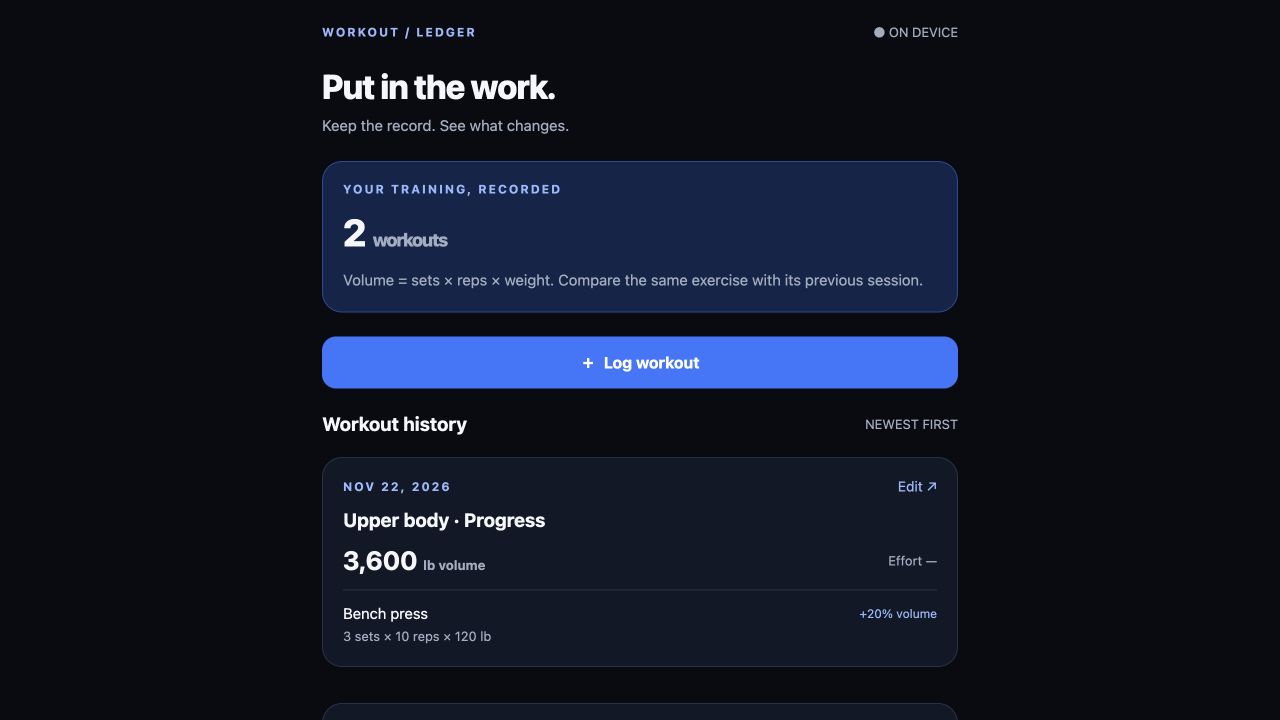 WORKOUT / LEDGER
ON DEVICE
Put in the work.
Keep the record. See what changes.
YOUR TRAINING, RECORDED
2 workouts
Volume = sets × reps × weight. Compare the same exercise with its previous session.
+ Log workout
Workout history
NEWEST FIRST
NOV 22, 2026
Edit ↗
Upper body · Progress
3,600 lb volume
Effort —
Bench press
+20% volume
3 sets × 10 reps × 120 lb